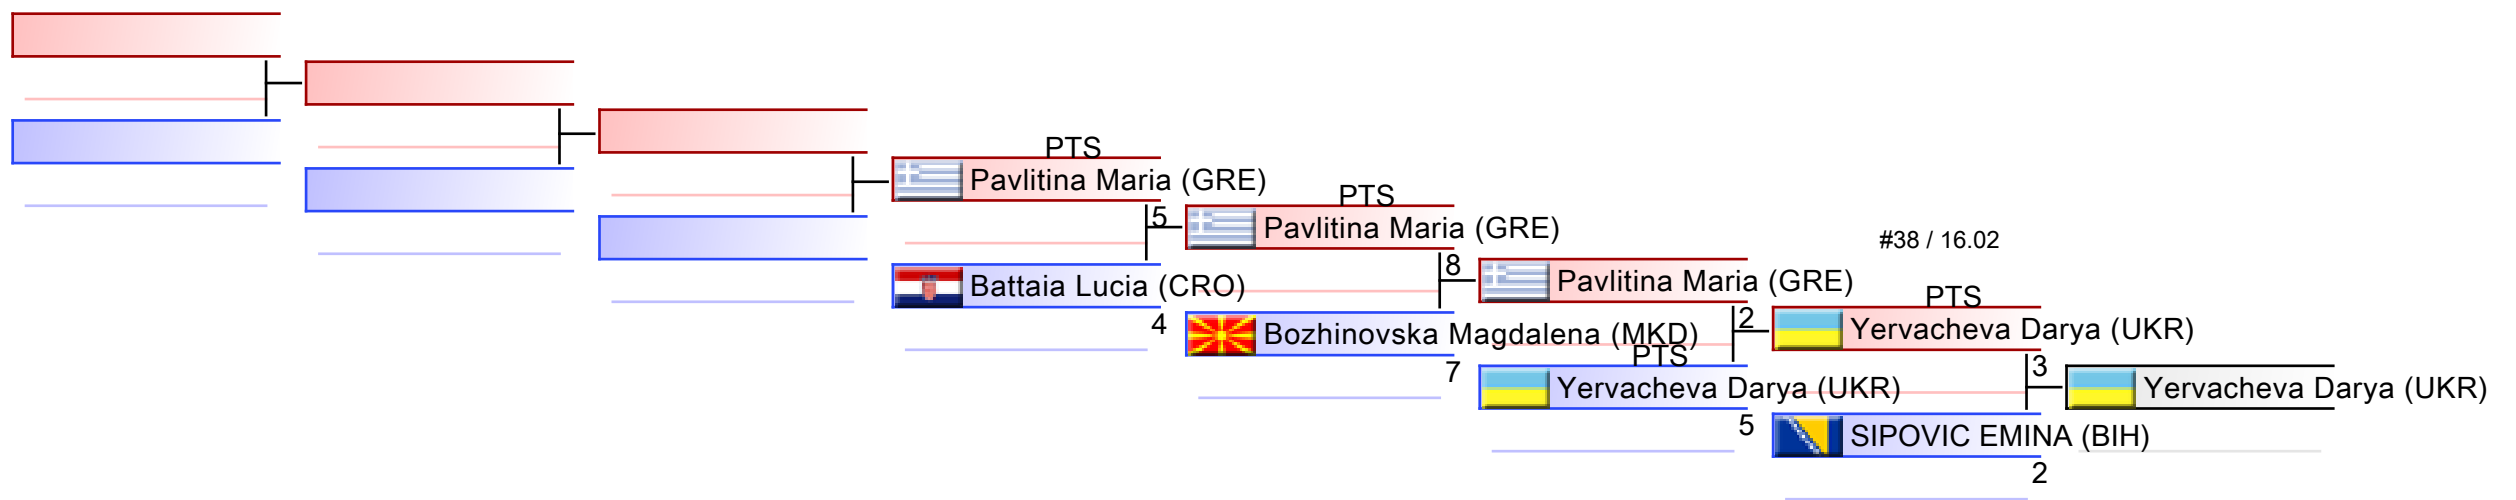 PTS
Pavlitina Maria (GRE)
5
Battaia Lucia (CRO)
4
PTS
Pavlitina Maria (GRE)
8
Bozhinovska Magdalena (MKD)
7
Pavlitina Maria (GRE)
2
PTS
Yervacheva Darya (UKR)
5
#38 / 16.02
PTS
Yervacheva Darya (UKR)
3
SIPOVIC EMINA (BIH)
2
Yervacheva Darya (UKR)